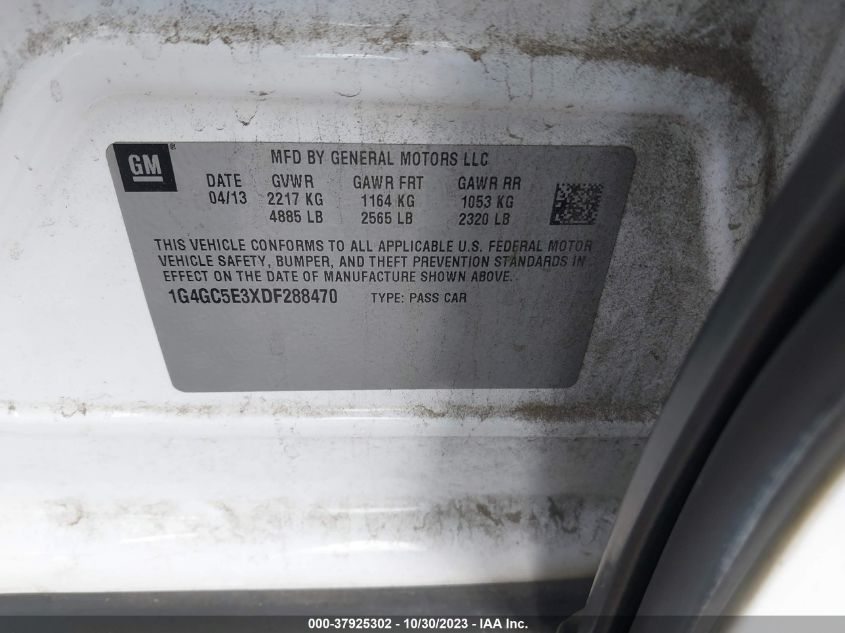 GM®
MFD BY GENERAL MOTORS LLC
DATE GVWR GAWR FRT GAWR RR
04/13 2217 KG 1164 KG 1053 KG
4885 LB 2565 LB 2320 LB
THIS VEHICLE CONFORMS TO ALL APPLICABLE U.S. FEDERAL MOTOR
VEHICLE SAFETY, BUMPER, AND THEFT PREVENTION STANDARDS IN
EFFECT ON THE DATE OF MANUFACTURE SHOWN ABOVE.
1G4GC5E3XDF288470 TYPE: PASS CAR
000-37925302 - 10/30/2023 - IAA Inc.